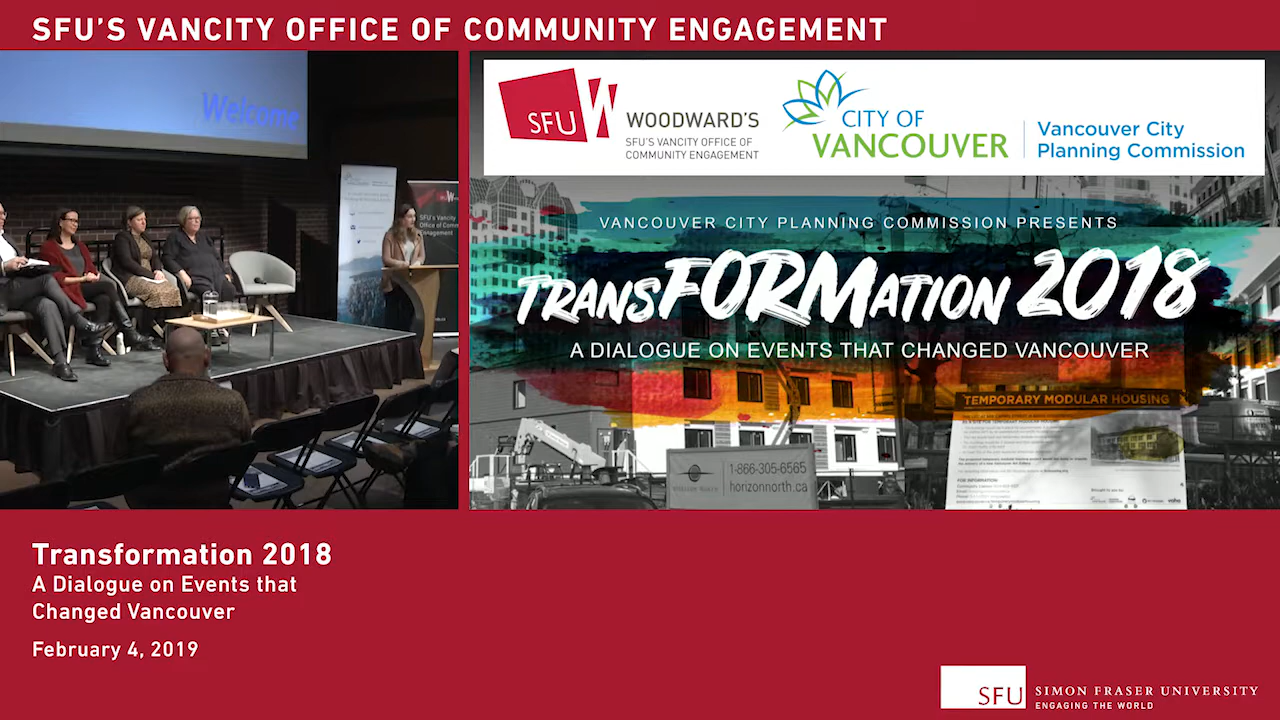 SFU'S VANCITY OFFICE OF COMMUNITY ENGAGEMENT
Welcome
SFU's Vancity
Office of Comm
Engagement
SFU W
WOODWARD'S
SFU'S VANCITY OFFICE OF
COMMUNITY ENGAGEMENT
CITY OF
VANCOUVER
Vancouver City
Planning Commission
VANCOUVER CITY PLANNING COMMISSION PRESENTS
TRANSFORMATION 2018
A DIALOGUE ON EVENTS THAT CHANGED VANCOUVER
TEMPORARY MODULAR HOUSING
1-866-305-6565
horizonnorth.ca
FOR INFORMATION:
Transformation 2018
A Dialogue on Events that
Changed Vancouver
February 4, 2019
SFU
SIMON FRASER UNIVERSITY
ENGAGING THE WORLD